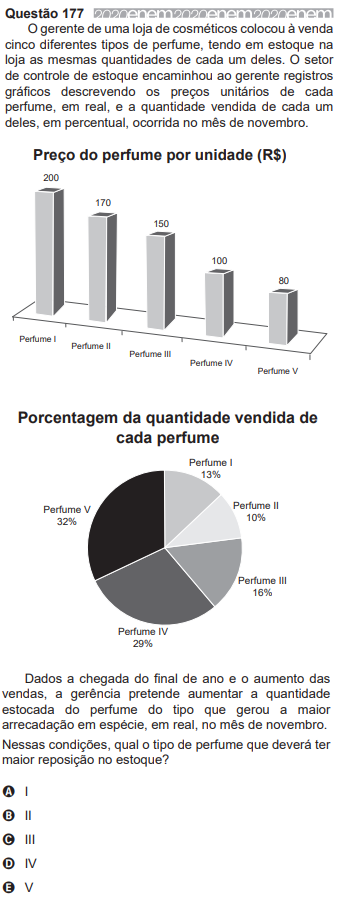 Questão 177 2020enem2020enem2020enem
O gerente de uma loja de cosméticos colocou à venda
cinco diferentes tipos de perfume, tendo em estoque na
loja as mesmas quantidades de cada um deles. O setor
de controle de estoque encaminhou ao gerente registros
gráficos descrevendo os preços unitários de cada
perfume, em real, e a quantidade vendida de cada um
deles, em percentual, ocorrida no mês de novembro.
Preço do perfume por unidade (R$)
200
170
150
100
80
Perfume I
Perfume II
Perfume III
Perfume IV
Perfume V
Porcentagem da quantidade vendida de
cada perfume
Perfume I
13%
Perfume II
10%
Perfume III
16%
Perfume IV
29%
Perfume V
32%
Dados a chegada do final de ano e o aumento das
vendas, a gerência pretende aumentar a quantidade
estocada do perfume do tipo que gerou a maior
arrecadação em espécie, em real, no mês de novembro.
Nessas condições, qual o tipo de perfume que deverá ter
maior reposição no estoque?
A I
B II
C III
D IV
E V